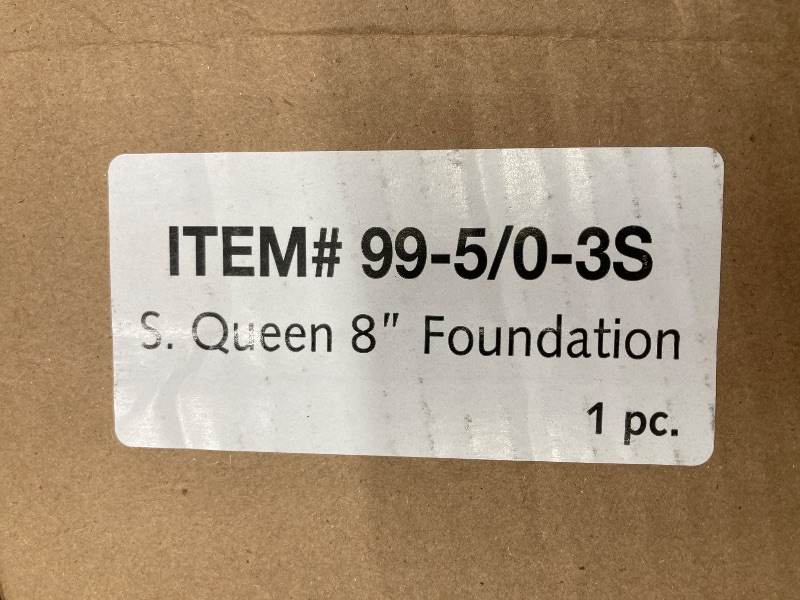 ITEM# 99-5/0-3S
S. Queen 8" Foundation
1 pc.